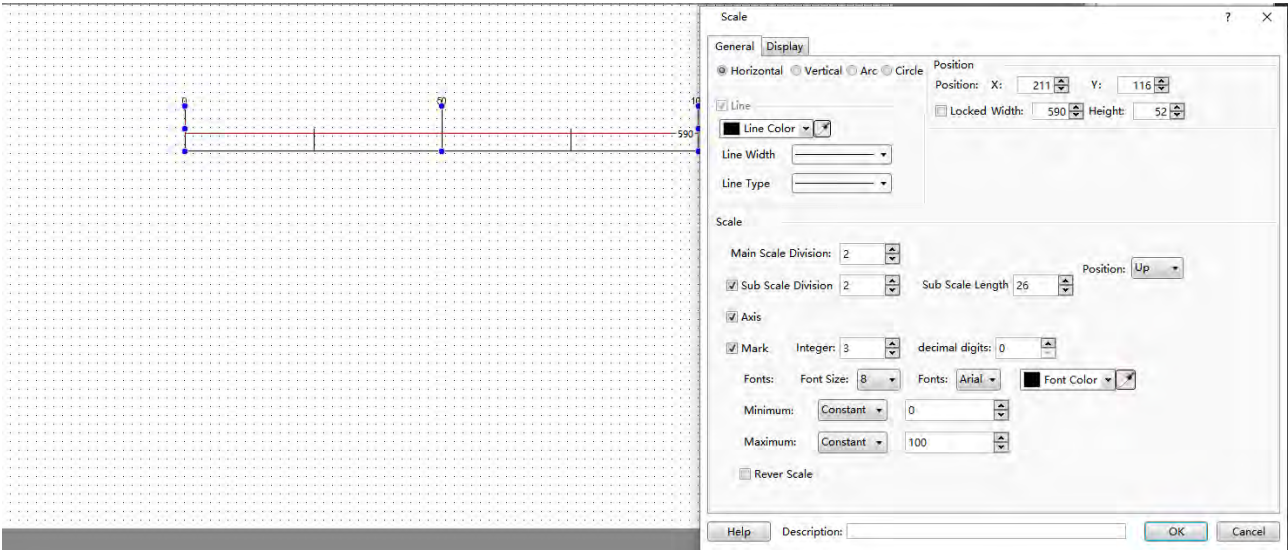 Scale ? ×
General Display
Horizontal Vertical Arc Circle
Position
Position: X: 211 Y: 116
Locked Width: 590 Height: 52
Line
Line Color
Line Width
Line Type
0 50 10
590
Scale
Main Scale Division: 2
Position: Up
Sub Scale Division 2 Sub Scale Length 26
Axis
Mark Integer: 3 decimal digits: 0
Fonts: Font Size: 8 Fonts: Arial Font Color
Minimum: Constant 0
Maximum: Constant 100
Rever Scale
Help Description: OK Cancel